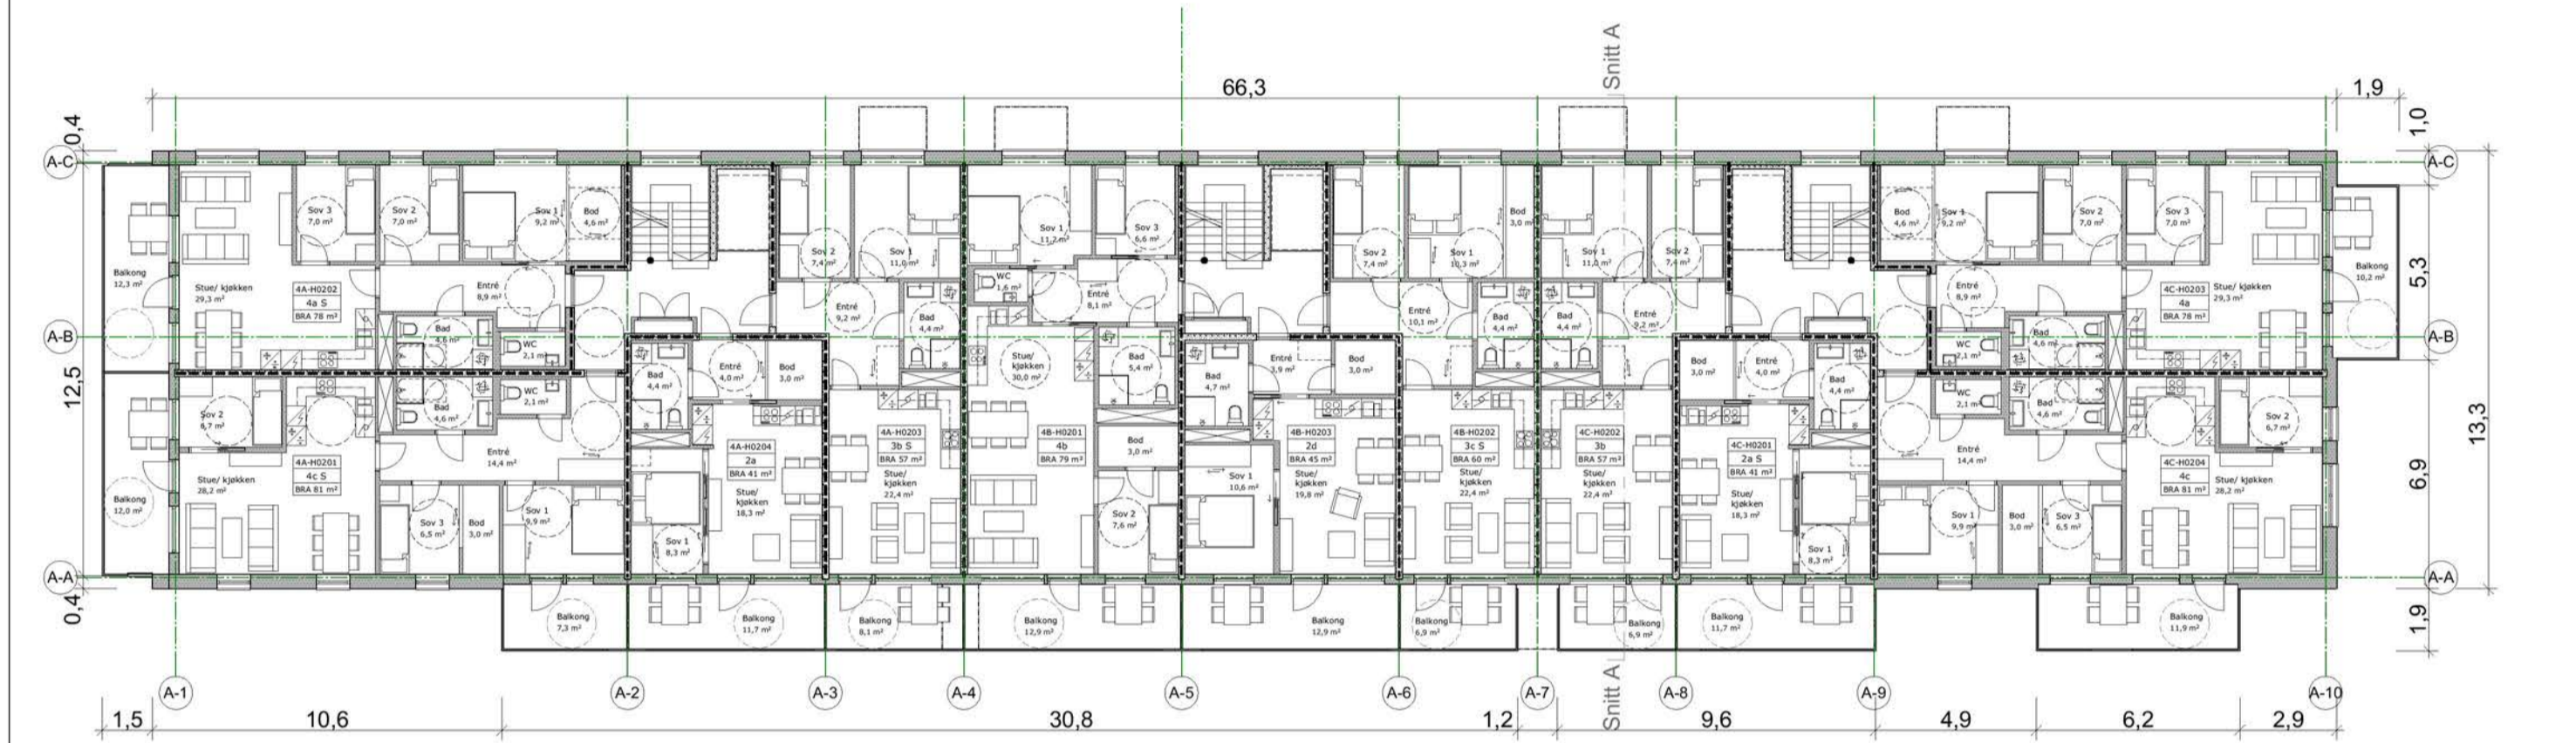 Snitt A
66,3
1,9
0,4
1,0
A-C
A-C
Sov 3
7,0 m²
Sov 2
7,0 m²
Sov 1
9,2 m²
Bod
4,6 m²
Balkong
12,3 m²
Stue/ kjøkken
29,3 m²
4A-H0202
4a S
BRA 78 m²
Entré
8,9 m²
Bad
4,6 m²
WC
2,1 m²
Sov 2
7,4 m²
Sov 1
11,0 m²
Entré
9,2 m²
Bad
4,4 m²
Sov 1
11,2 m²
Sov 3
6,6 m²
WC
1,6 m²
Entré
8,1 m²
Stue/
kjøkken
30,0 m²
Bad
5,4 m²
Sov 2
7,4 m²
Sov 1
10,3 m²
Bod
3,0 m²
Entré
10,1 m²
Bad
4,4 m²
Sov 1
11,0 m²
Sov 2
7,4 m²
Bad
4,4 m²
Entré
9,2 m²
Bod
4,6 m²
Sov 1
9,2 m²
Sov 2
7,0 m²
Sov 3
7,0 m²
Entré
8,9 m²
4C-H0203
4a
BRA 78 m²
Stue/ kjøkken
29,3 m²
WC
2,1 m²
Bad
4,6 m²
Balkong
10,2 m²
5,3
A-B
A-B
12,5
13,3
Sov 2
6,7 m²
Bad
4,6 m²
WC
2,1 m²
4A-H0201
4c S
BRA 81 m²
Stue/ kjøkken
28,2 m²
Entré
14,4 m²
Balkong
12,0 m²
Sov 3
6,5 m²
Bod
3,0 m²
Sov 1
9,9 m²
Bad
4,4 m²
Entré
4,0 m²
Bod
3,0 m²
4A-H0204
2a
BRA 41 m²
Stue/
kjøkken
18,3 m²
Sov 1
8,3 m²
4A-H0203
3b S
BRA 57 m²
Stue/
kjøkken
22,4 m²
4B-H0201
4b
BRA 79 m²
Bod
3,0 m²
Sov 2
7,6 m²
Bad
4,7 m²
Entré
3,9 m²
Bod
3,0 m²
4B-H0203
2d
BRA 45 m²
Stue/
kjøkken
19,8 m²
Sov 1
10,6 m²
4B-H0202
3c S
BRA 60 m²
Stue/
kjøkken
22,4 m²
4C-H0202
3b
BRA 57 m²
Stue/
kjøkken
22,4 m²
Bod
3,0 m²
Entré
4,0 m²
Bad
4,4 m²
4C-H0201
2a S
BRA 41 m²
Stue/
kjøkken
18,3 m²
Sov 1
8,3 m²
WC
2,1 m²
Bad
4,6 m²
Entré
14,4 m²
Sov 2
6,7 m²
4C-H0204
4c
BRA 81 m²
Stue/ kjøkken
28,2 m²
Sov 1
9,9 m²
Bod
3,0 m²
Sov 3
6,5 m²
6,9
A-A
A-A
0,4
1,9
Balkong
7,3 m²
Balkong
11,7 m²
Balkong
8,1 m²
Balkong
12,9 m²
Balkong
12,9 m²
Balkong
6,9 m²
Balkong
6,9 m²
Balkong
11,7 m²
Balkong
11,9 m²
A-1
A-2
A-3
A-4
A-5
A-6
A-7
Snitt A
A-8
A-9
A-10
1,5
10,6
30,8
1,2
9,6
4,9
6,2
2,9